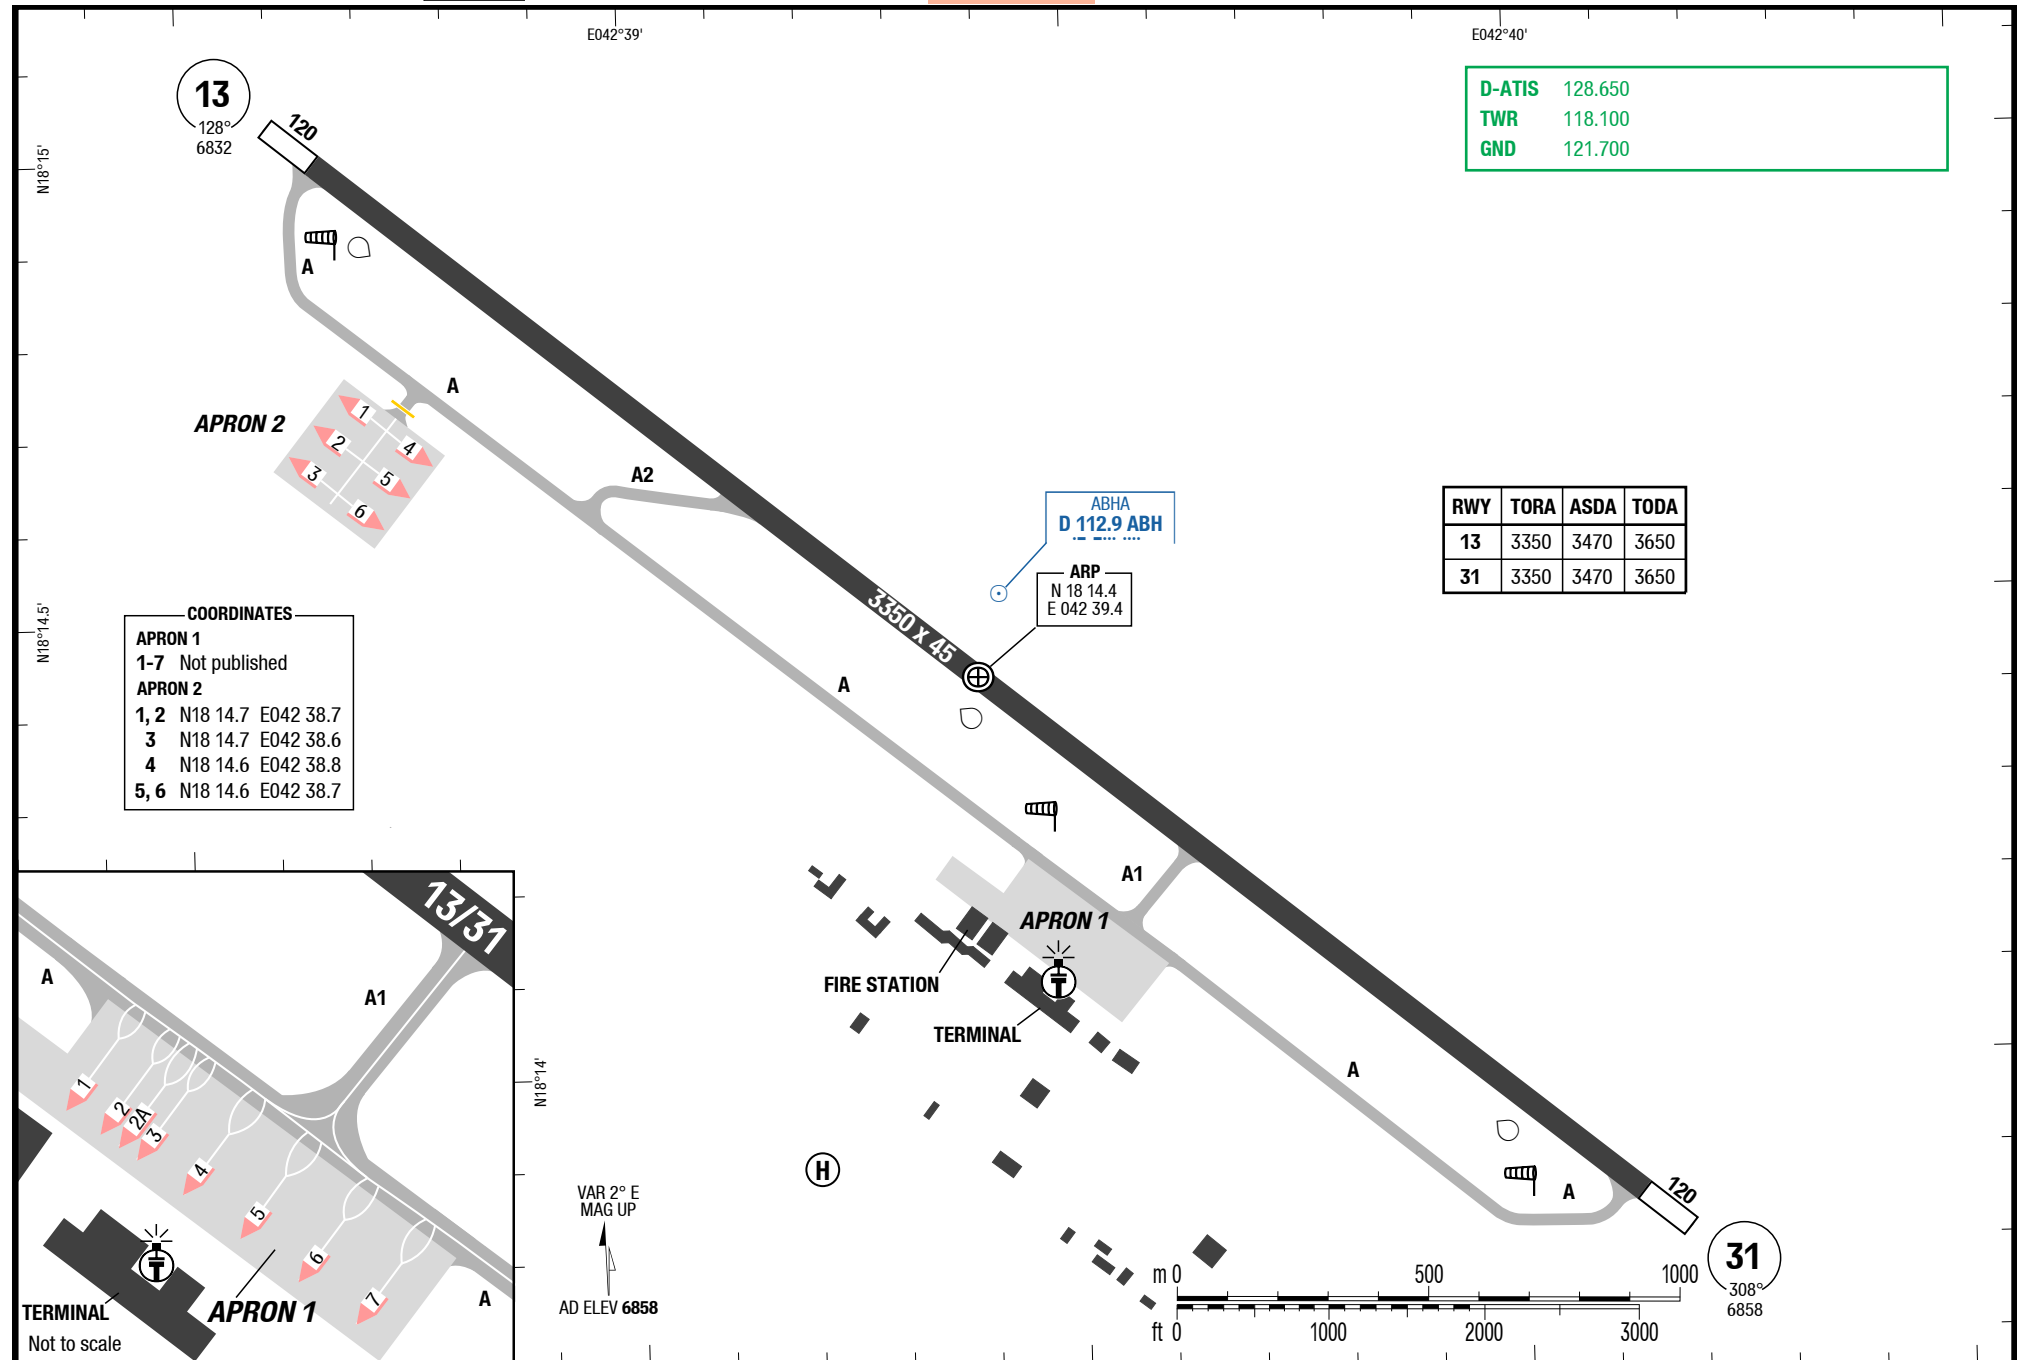 E042°39'
E042°40'
13
128°
6832
120
D-ATIS 128.650
TWR 118.100
GND 121.700
N18°15'
A
A
APRON 2
1
2
3
4
5
6
A2
ABHA
D 112.9 ABH
ARP
N 18 14.4
E 042 39.4
RWY TORA ASDA TODA
13 3350 3470 3650
31 3350 3470 3650
3350 x 45
N18°14.5'
COORDINATES
APRON 1
1-7 Not published
APRON 2
1, 2 N18 14.7 E042 38.7
3 N18 14.7 E042 38.6
4 N18 14.6 E042 38.8
5, 6 N18 14.6 E042 38.7
A
A1
APRON 1
FIRE STATION
TERMINAL
T
A
A
H
120
31
308°
6858
13/31
A
A1
1
2
2A
3
4
5
6
7
T
TERMINAL
APRON 1
A
Not to scale
N18°14'
VAR 2° E
MAG UP
AD ELEV 6858
m 0 500 1000
ft 0 1000 2000 3000